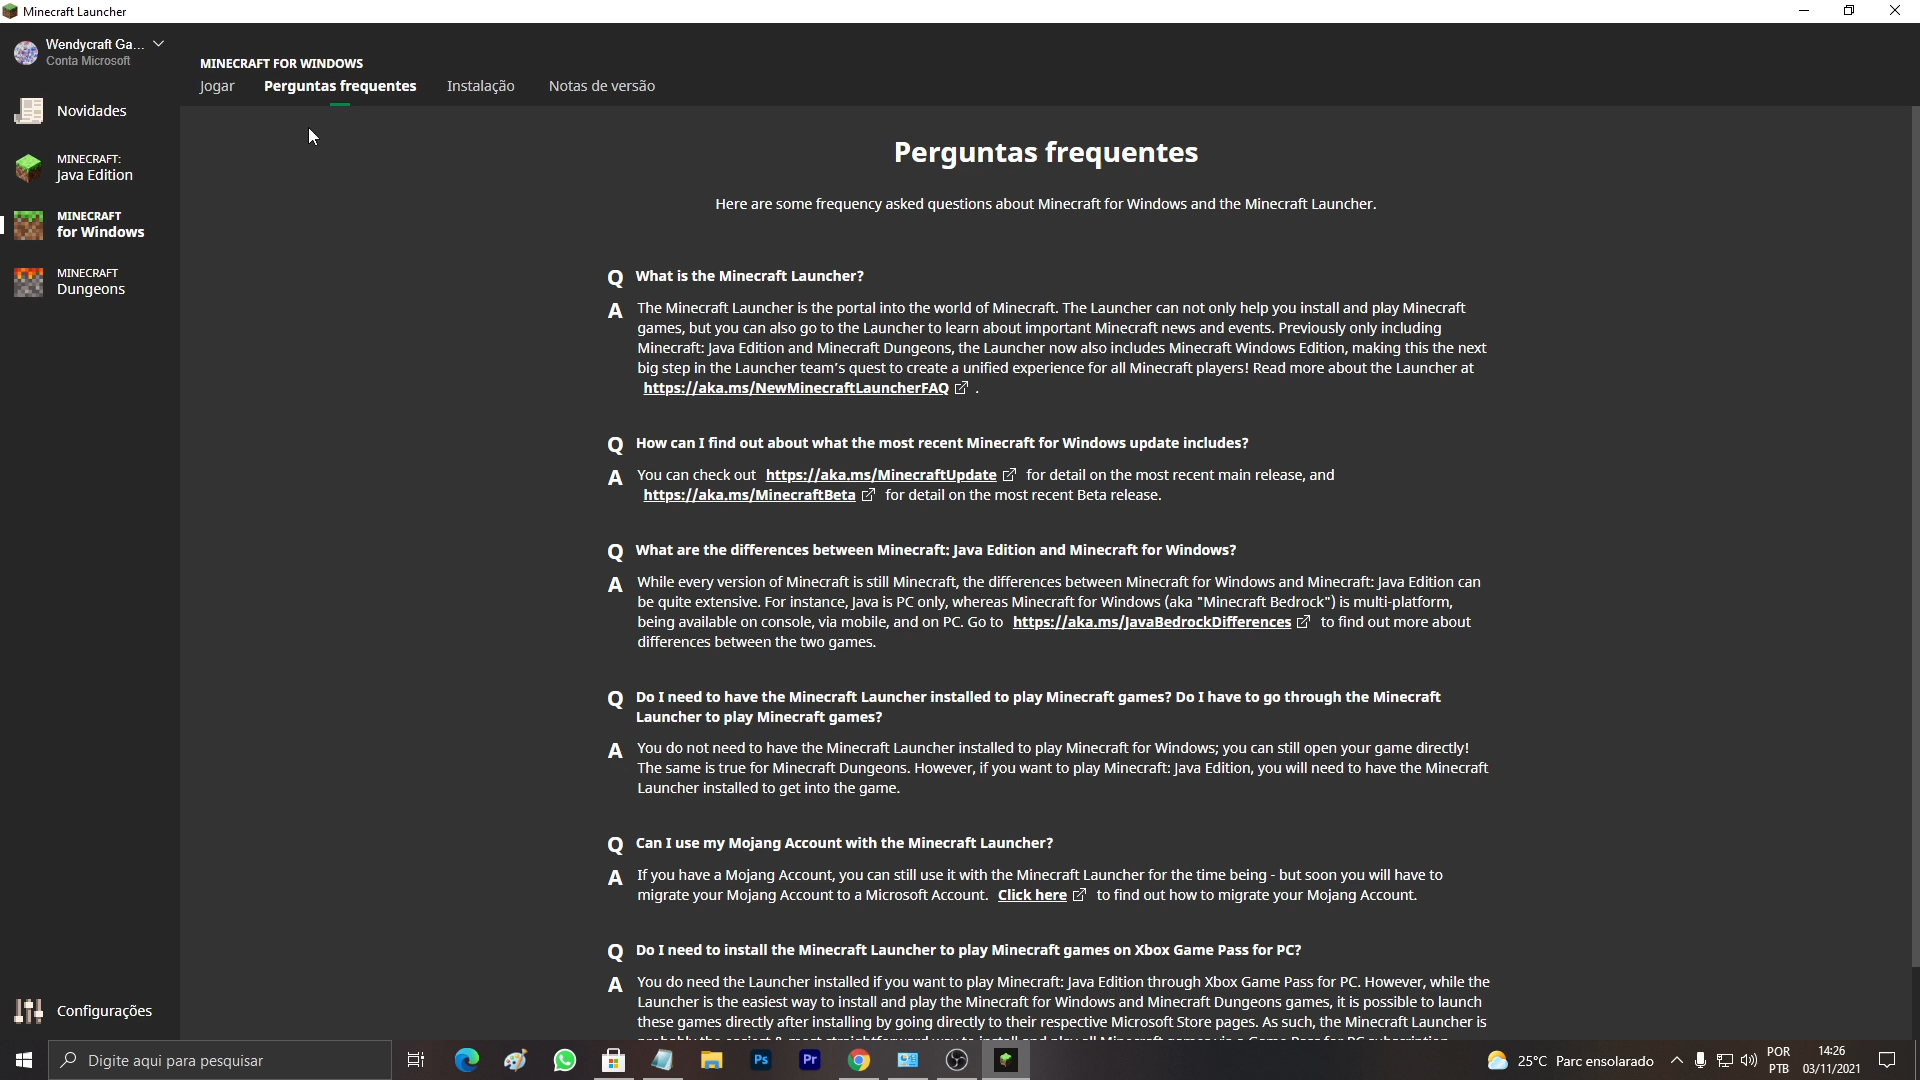 Minecraft Launcher
Wendycraft Ga...
Conta Microsoft
Novidades
MINECRAFT:
Java Edition
MINECRAFT
for Windows
MINECRAFT
Dungeons
Configurações
MINECRAFT FOR WINDOWS
Jogar Perguntas frequentes Instalação Notas de versão
Perguntas frequentes
Here are some frequency asked questions about Minecraft for Windows and the Minecraft Launcher.
Q What is the Minecraft Launcher?
A The Minecraft Launcher is the portal into the world of Minecraft. The Launcher can not only help you install and play Minecraft
games, but you can also go to the Launcher to learn about important Minecraft news and events. Previously only including
Minecraft: Java Edition and Minecraft Dungeons, the Launcher now also includes Minecraft Windows Edition, making this the next
big step in the Launcher team's quest to create a unified experience for all Minecraft players! Read more about the Launcher at
https://aka.ms/NewMinecraftLauncherFAQ .
Q How can I find out about what the most recent Minecraft for Windows update includes?
A You can check out https://aka.ms/MinecraftUpdate for detail on the most recent main release, and
https://aka.ms/MinecraftBeta for detail on the most recent Beta release.
Q What are the differences between Minecraft: Java Edition and Minecraft for Windows?
A While every version of Minecraft is still Minecraft, the differences between Minecraft for Windows and Minecraft: Java Edition can
be quite extensive. For instance, Java is PC only, whereas Minecraft for Windows (aka "Minecraft Bedrock") is multi-platform,
being available on console, via mobile, and on PC. Go to https://aka.ms/JavaBedrockDifferences to find out more about
differences between the two games.
Q Do I need to have the Minecraft Launcher installed to play Minecraft games? Do I have to go through the Minecraft
Launcher to play Minecraft games?
A You do not need to have the Minecraft Launcher installed to play Minecraft for Windows; you can still open your game directly!
The same is true for Minecraft Dungeons. However, if you want to play Minecraft: Java Edition, you will need to have the Minecraft
Launcher installed to get into the game.
Q Can I use my Mojang Account with the Minecraft Launcher?
A If you have a Mojang Account, you can still use it with the Minecraft Launcher for the time being - but soon you will have to
migrate your Mojang Account to a Microsoft Account. Click here to find out how to migrate your Mojang Account.
Q Do I need to install the Minecraft Launcher to play Minecraft games on Xbox Game Pass for PC?
A You do need the Launcher installed if you want to play Minecraft: Java Edition through Xbox Game Pass for PC. However, while the
Launcher is the easiest way to install and play the Minecraft for Windows and Minecraft Dungeons games, it is possible to launch
these games directly after installing by going directly to their respective Microsoft Store pages. As such, the Minecraft Launcher is
Digite aqui para pesquisar
Ps
Pr
25°C Parc ensolarado
POR
PTB
14:26
03/11/2021